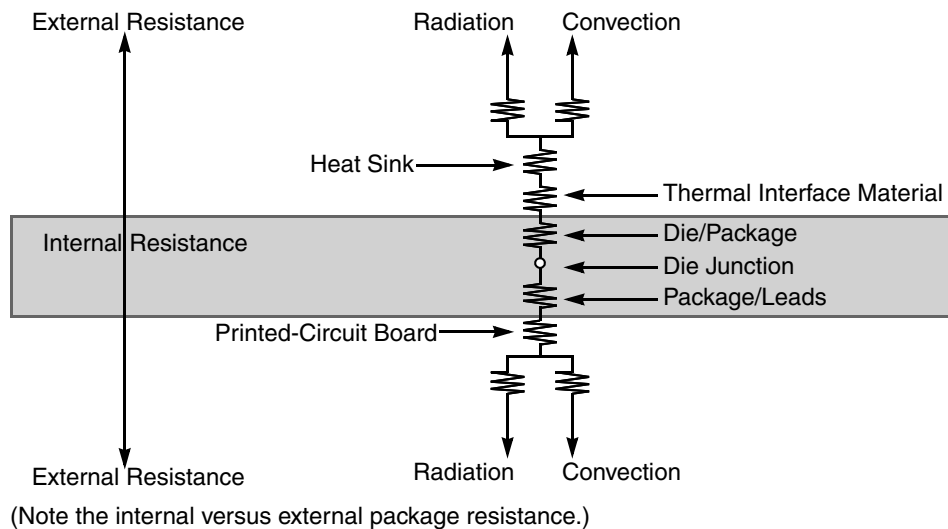 External Resistance
Radiation
Convection
Heat Sink
Thermal Interface Material
Internal Resistance
Die/Package
Die Junction
Package/Leads
Printed-Circuit Board
External Resistance
Radiation
Convection
(Note the internal versus external package resistance.)